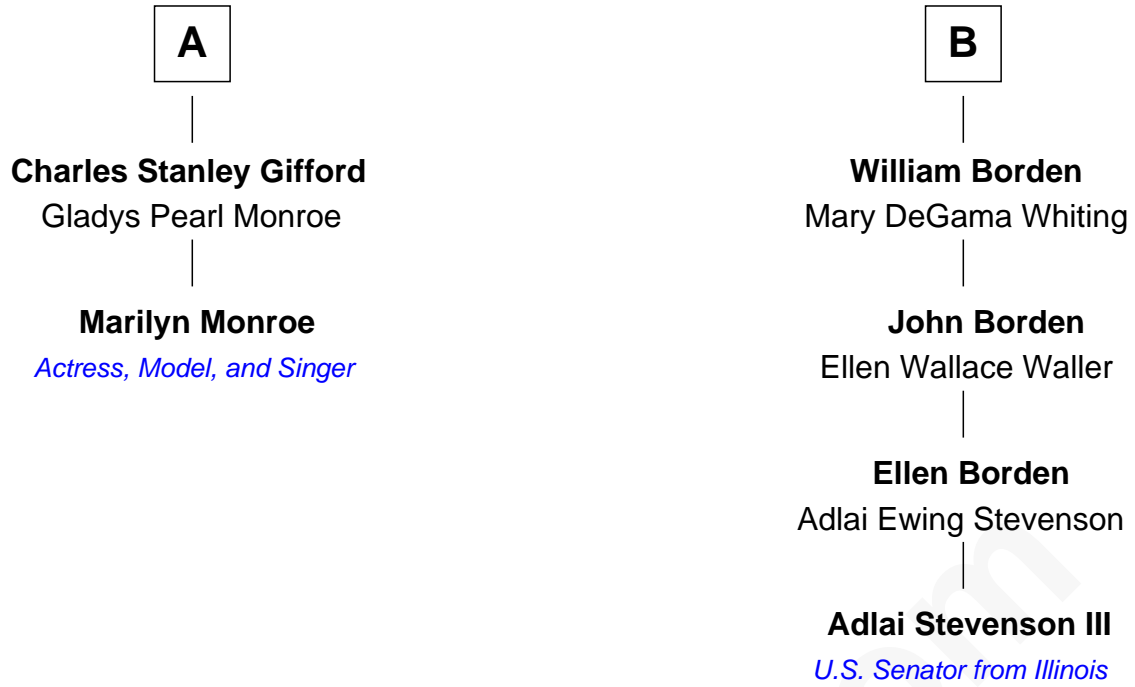 A
Charles Stanley Gifford
Gladys Pearl Monroe
Marilyn Monroe
Actress, Model, and Singer
B
William Borden
Mary DeGama Whiting
John Borden
Ellen Wallace Waller
Ellen Borden
Adlai Ewing Stevenson
Adlai Stevenson III
U.S. Senator from Illinois